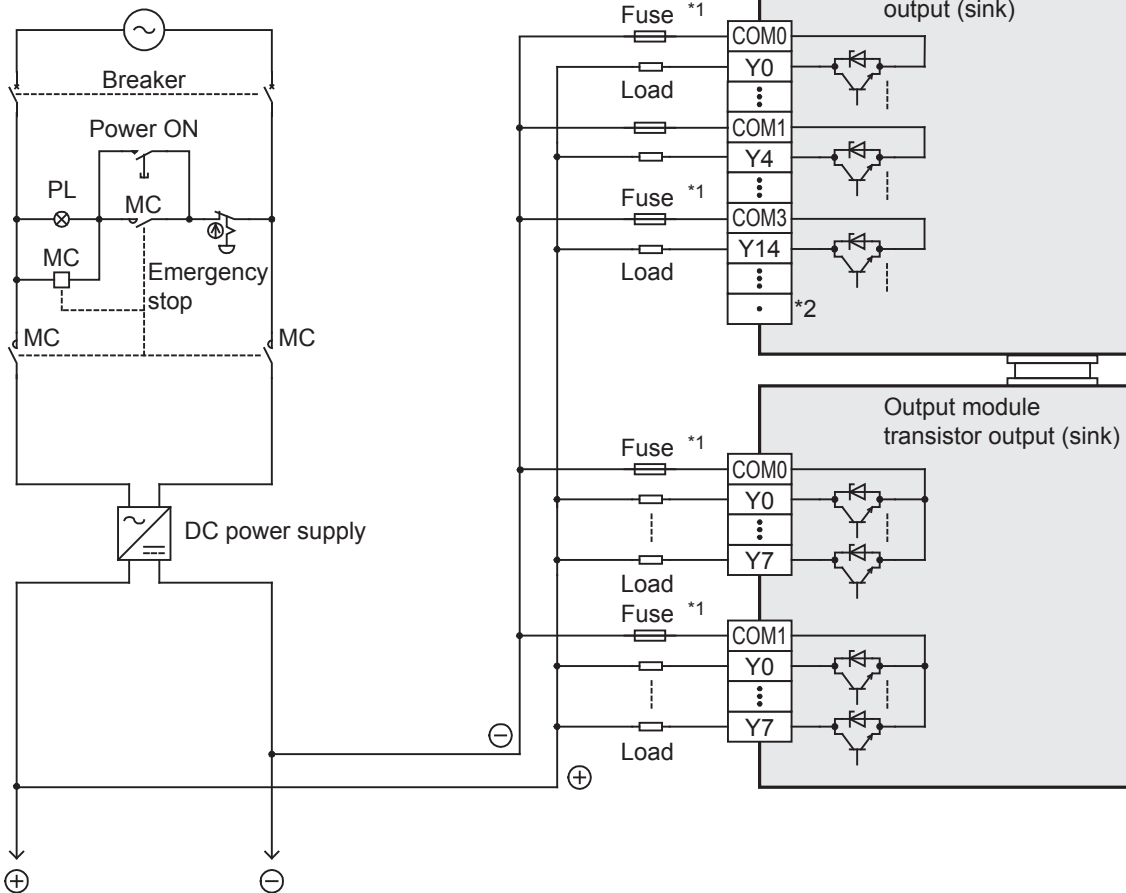 Breaker
Power ON
PL
MC
MC
Emergency
stop
MC
MC
DC power supply
⊕
⊖
output (sink)
Fuse *1
COM0
Y0
Load
COM1
Y4
Fuse *1
COM3
Y14
Load
*2
Output module
transistor output (sink)
Fuse *1
COM0
Y0
Y7
Load
Fuse *1
COM1
Y0
Y7
Load
⊖
⊕